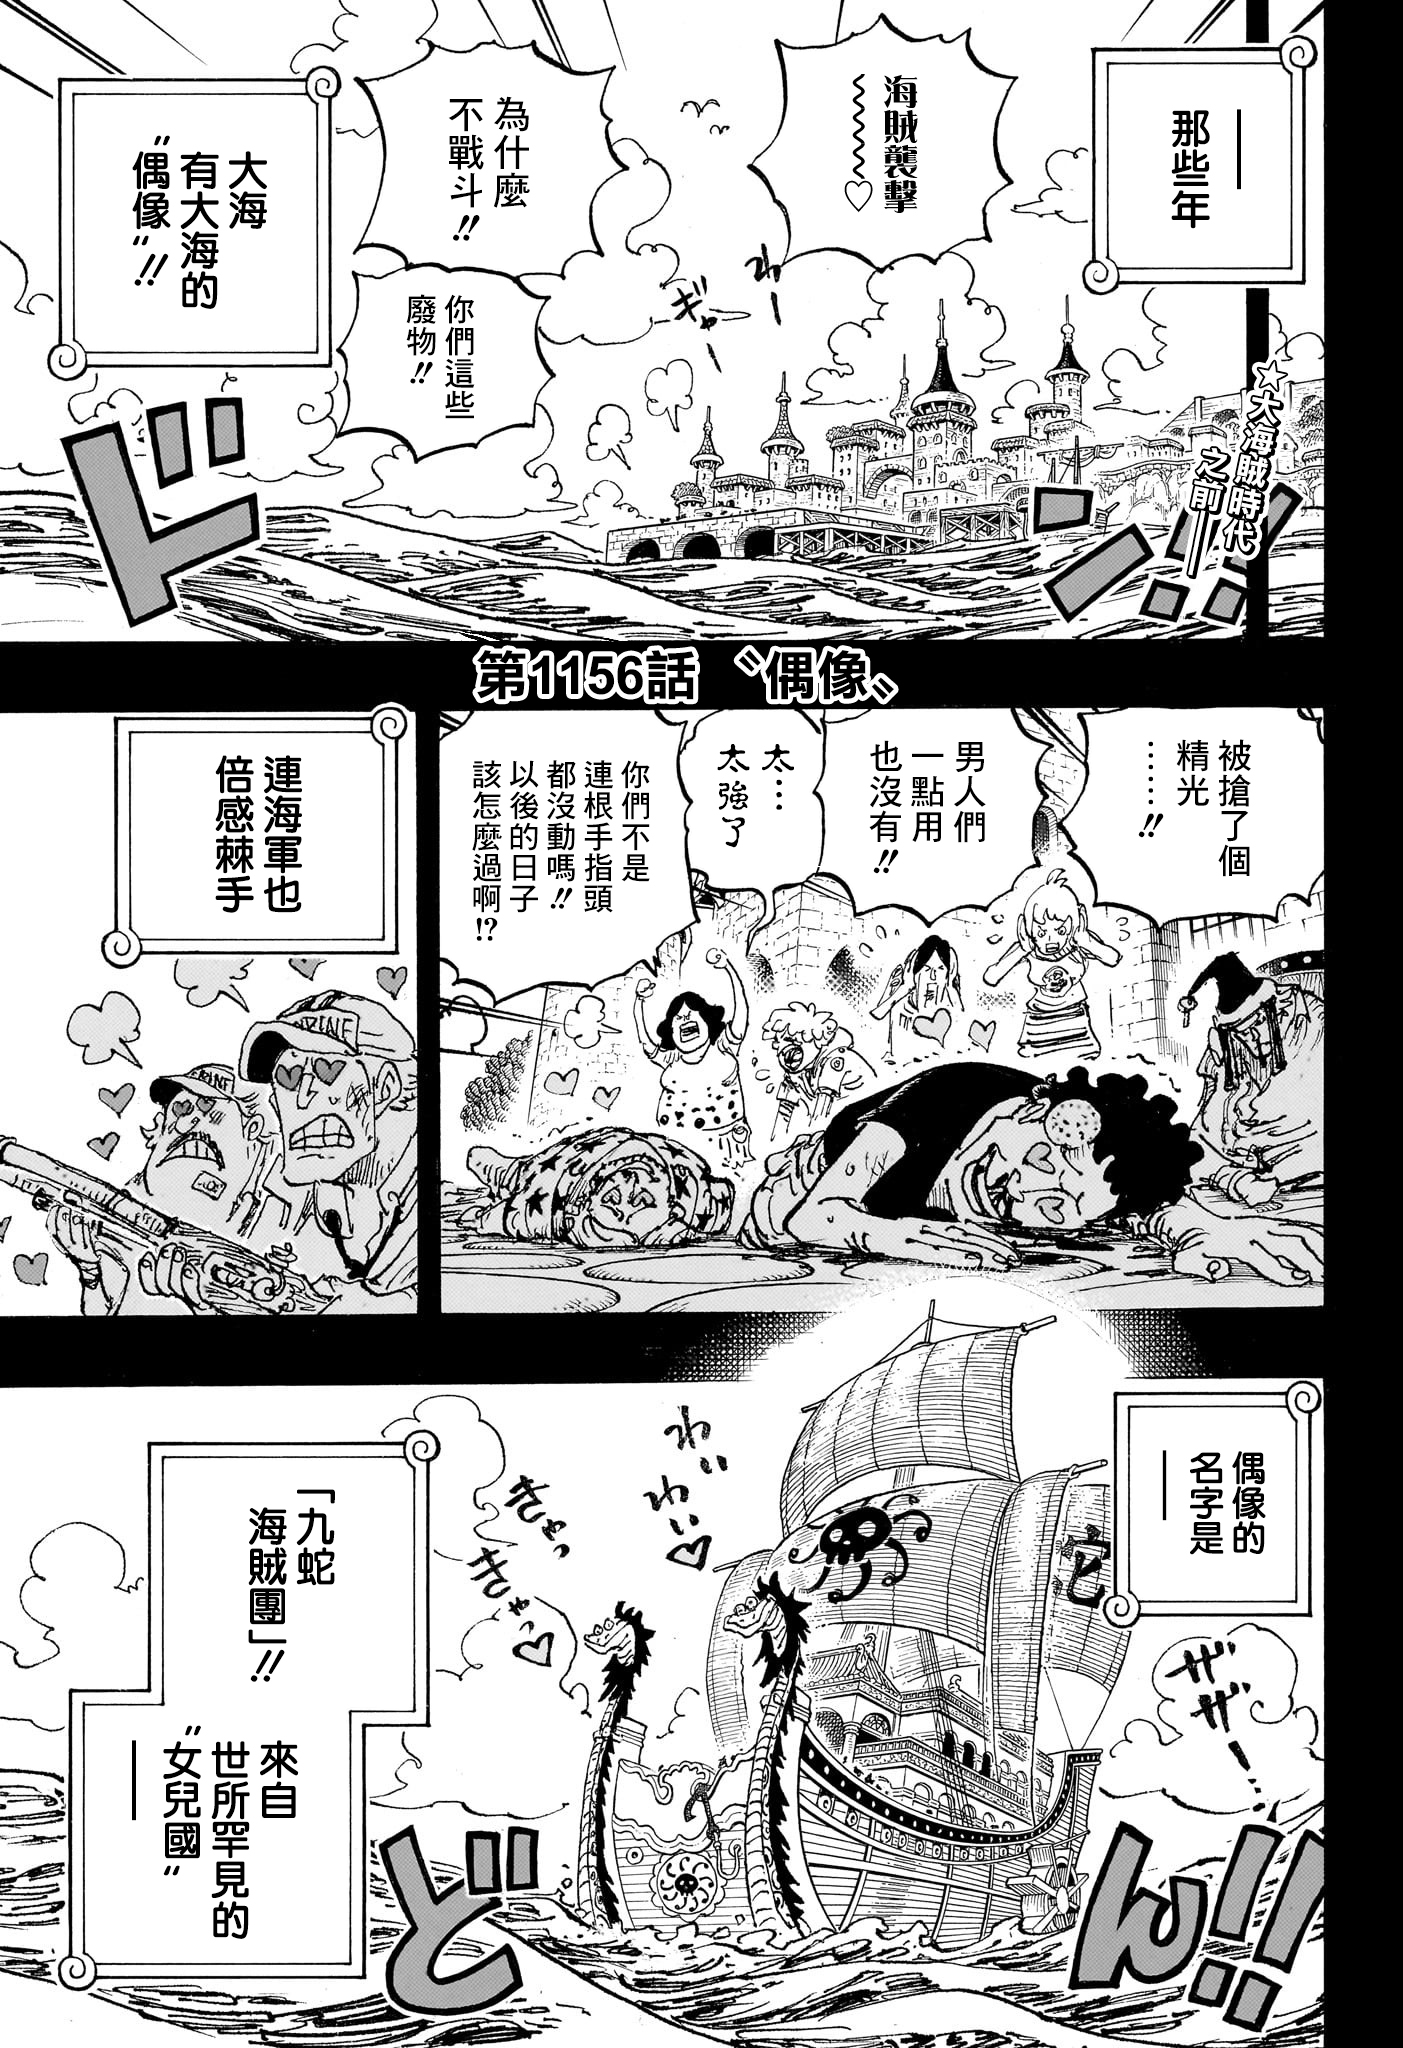 ——
那些年
海賊襲擊
〰〰♡
為什麼
不戰斗!!
你們這些
廢物!!
大海
有大海的
“偶像”!!
わー
ぎゃー
★大海賊時代
之前——
ドン!!
第1156話 〝偶像〟
被搶了個
精光
……!!
男人們
一點用
也沒有!!
太…
太強了
你們不是
連根手指頭
都沒動嗎!!
以後的日子
該怎麼過啊!?
連海軍也
倍感棘手
MARINE
偶像的
名字是
——
わい
わい♡
きゃっ
きゃっ♡
蛇
ザザザ…
「九蛇
海賊團」!!
來自
世所罕見的
“女兒國”
——
どん!!